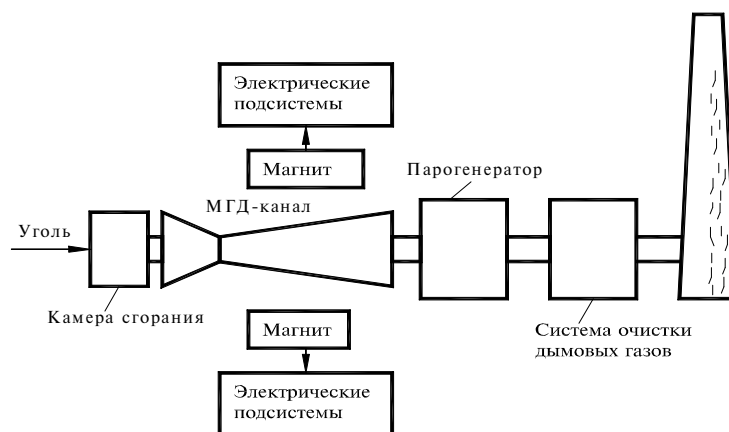 Электрические
подсистемы
Магнит
Парогенератор
МГД-канал
Уголь
Камера сгорания
Магнит
Система очистки
дымовых газов
Электрические
подсистемы